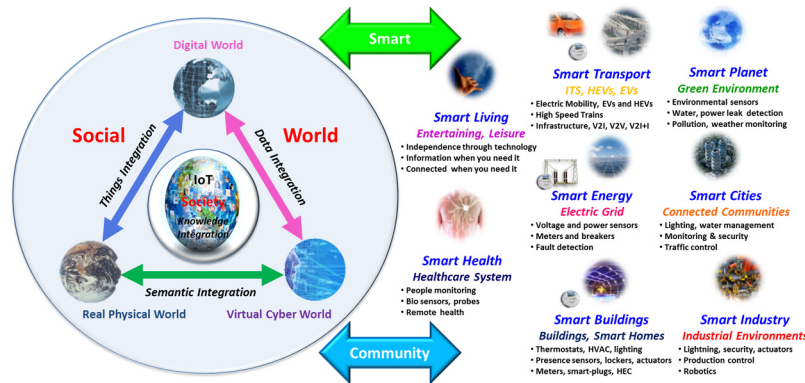 Digital World
Social World
Things Integration
Data Integration
IoT
Society
Knowledge
Integration
Semantic Integration
Real Physical World
Virtual Cyber World
Smart
Community
Smart Living
Entertaining, Leisure
• Independence through technology
• Information when you need it
• Connected when you need it
Smart Health
Healthcare System
• People monitoring
• Bio sensors, probes
• Remote health
Smart Transport
ITS, HEVs, EVs
• Electric Mobility, EVs and HEVs
• High Speed Trains
• Infrastructure, V2I, V2V, V2I+I
Smart Planet
Green Environment
• Environmental sensors
• Water, power leak detection
• Pollution, weather monitoring
Smart Energy
Electric Grid
• Voltage and power sensors
• Meters and breakers
• Fault detection
Smart Cities
Connected Communities
• Lighting, water management
• Monitoring & security
• Traffic control
Smart Buildings
Buildings, Smart Homes
• Thermostats, HVAC, lighting
• Presence sensors, lockers, actuators
• Meters, smart-plugs, HEC
Smart Industry
Industrial Environments
• Lightning, security, actuators
• Production control
• Robotics